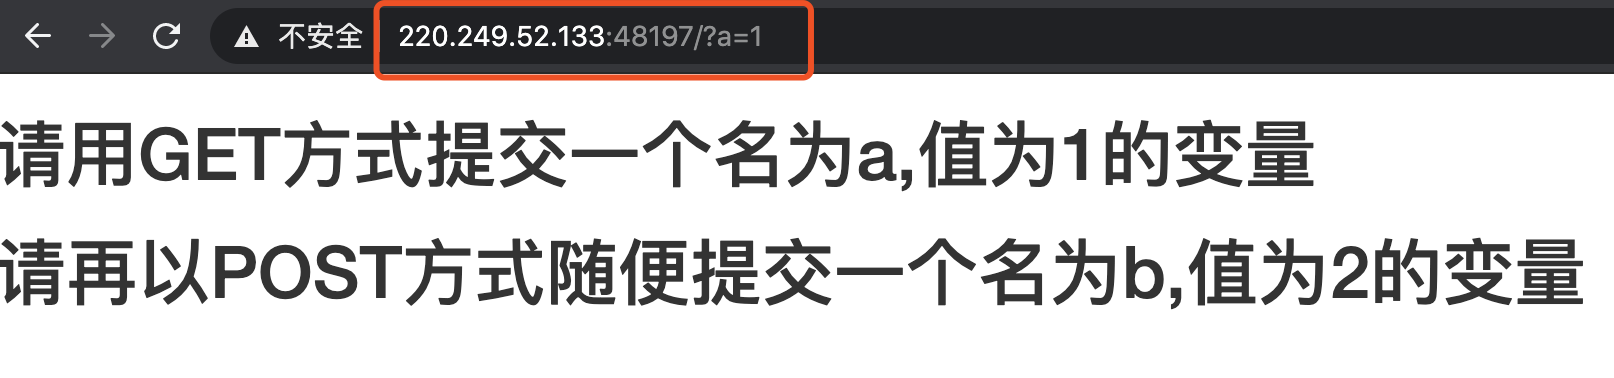 不安全 220.249.52.133:48197/?a=1
请用GET方式提交一个名为a,值为1的变量
请再以POST方式随便提交一个名为b,值为2的变量